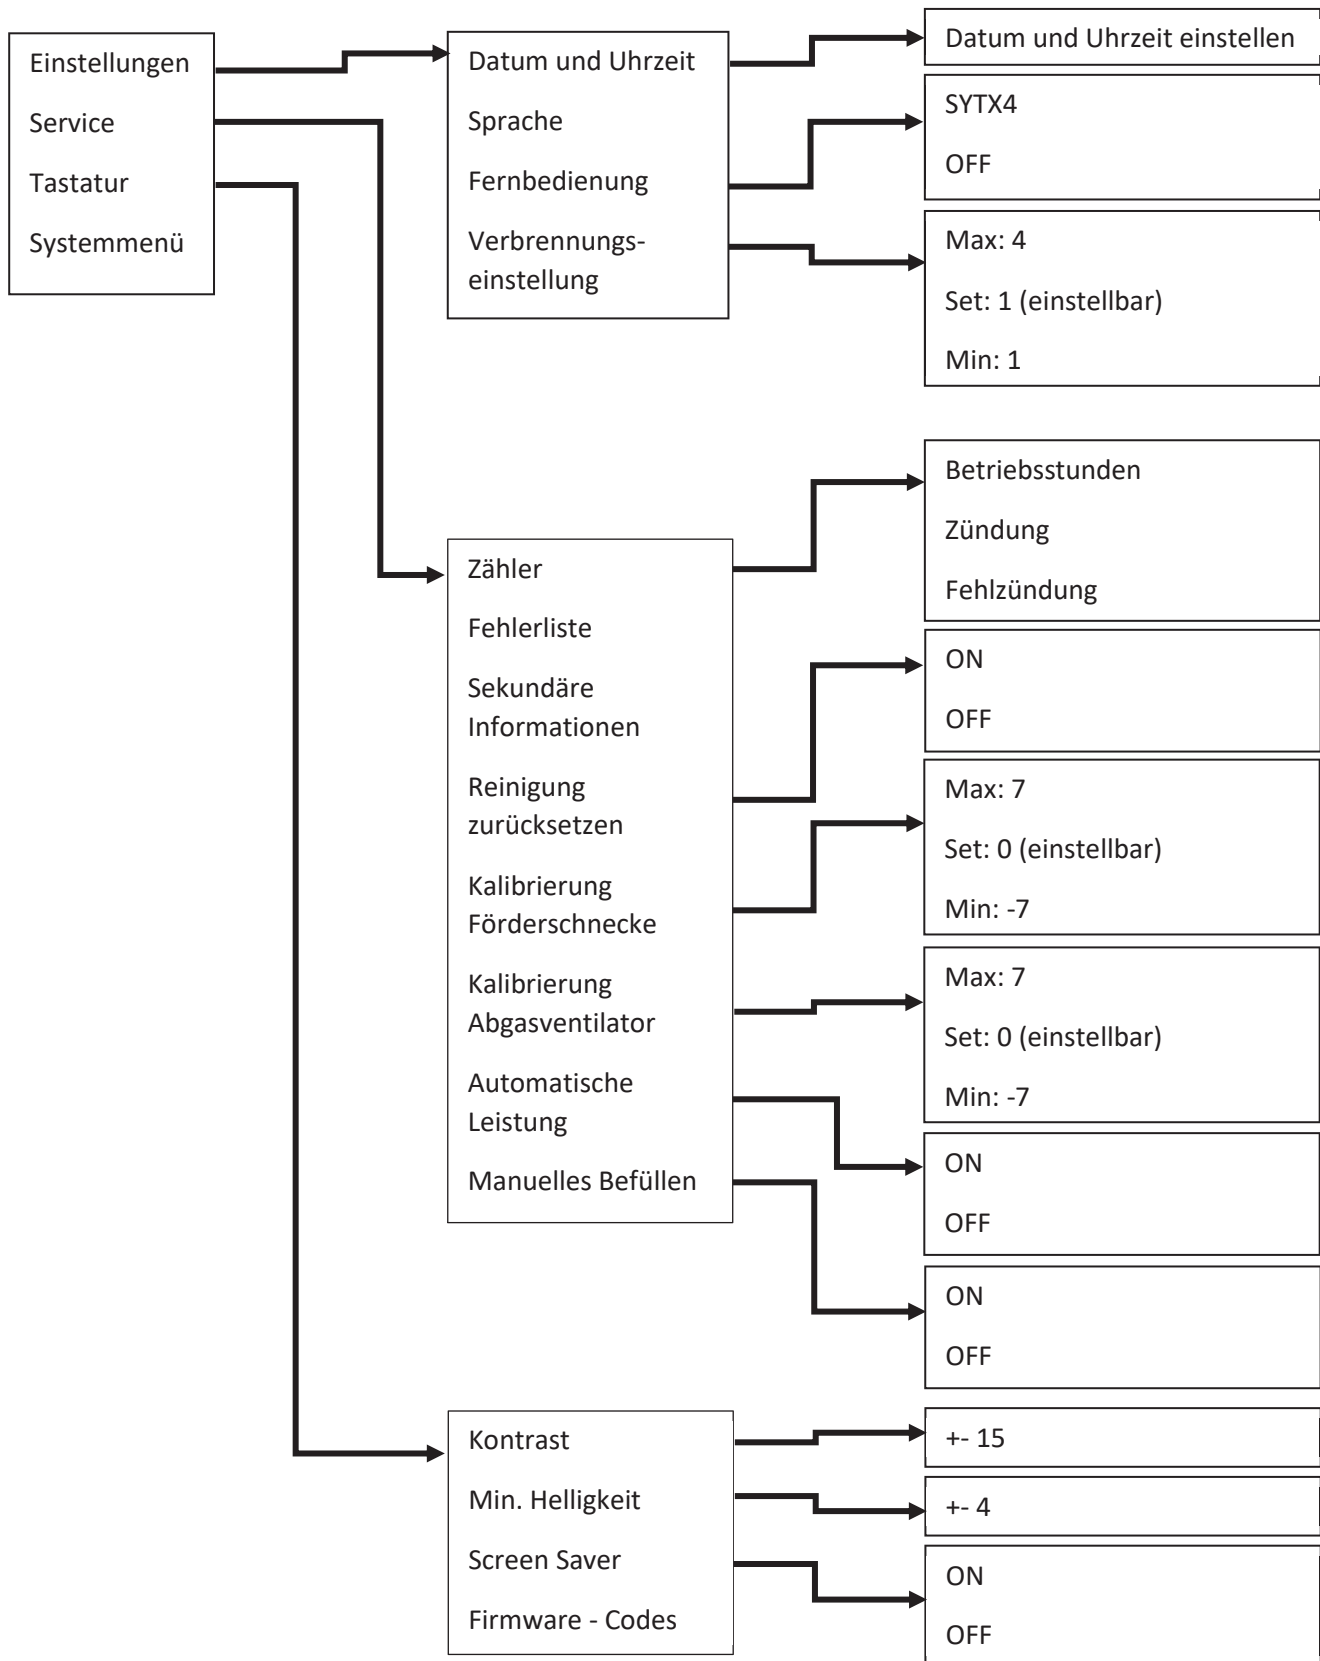 Einstellungen
Service
Tastatur
Systemmenü
Datum und Uhrzeit
Sprache
Fernbedienung
Verbrennungs-
einstellung
Datum und Uhrzeit einstellen
SYTX4
OFF
Max: 4
Set: 1 (einstellbar)
Min: 1
Zähler
Fehlerliste
Sekundäre
Informationen
Reinigung
zurücksetzen
Kalibrierung
Förderschnecke
Kalibrierung
Abgasventilator
Automatische
Leistung
Manuelles Befüllen
Betriebsstunden
Zündung
Fehlzündung
ON
OFF
Max: 7
Set: 0 (einstellbar)
Min: -7
Max: 7
Set: 0 (einstellbar)
Min: -7
ON
OFF
ON
OFF
Kontrast
Min. Helligkeit
Screen Saver
Firmware - Codes
+- 15
+- 4
ON
OFF